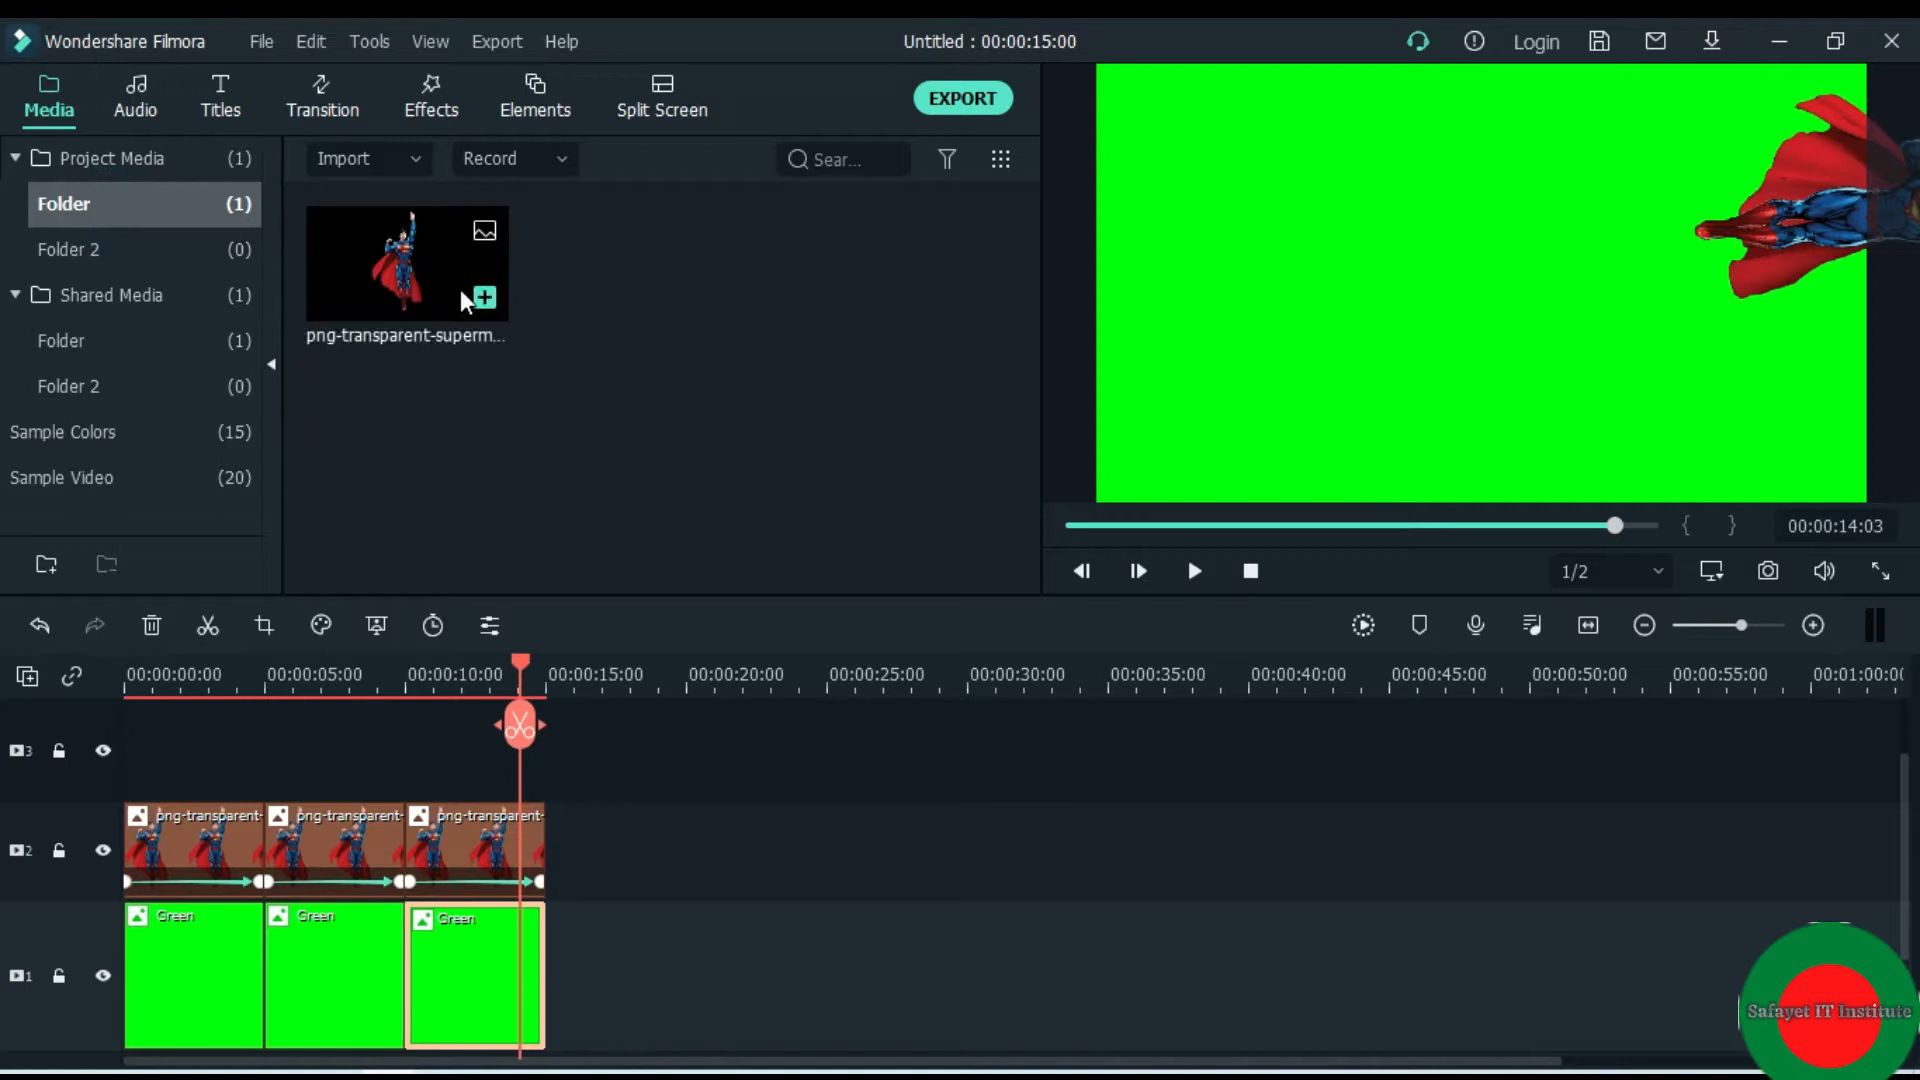 Wondershare Filmora File Edit Tools View Export Help Untitled : 00:00:15:00 Login
Media Audio Titles Transition Effects Elements Split Screen EXPORT
Project Media (1) Import Record Sear...
Folder (1)
Folder 2 (0)
Shared Media (1)
png-transparent-superm...
Folder (1)
Folder 2 (0)
Sample Colors (15)
Sample Video (20)
00:00:14:03
1/2
00:00:00:00 00:00:05:00 00:00:10:00 00:00:15:00 00:00:20:00 00:00:25:00 00:00:30:00 00:00:35:00 00:00:40:00 00:00:45:00 00:00:50:00 00:00:55:00 00:01:00:0
3
2 png-transparent- png-transparent- png-transparent-
Green Green Green
1
Safayet IT Institute